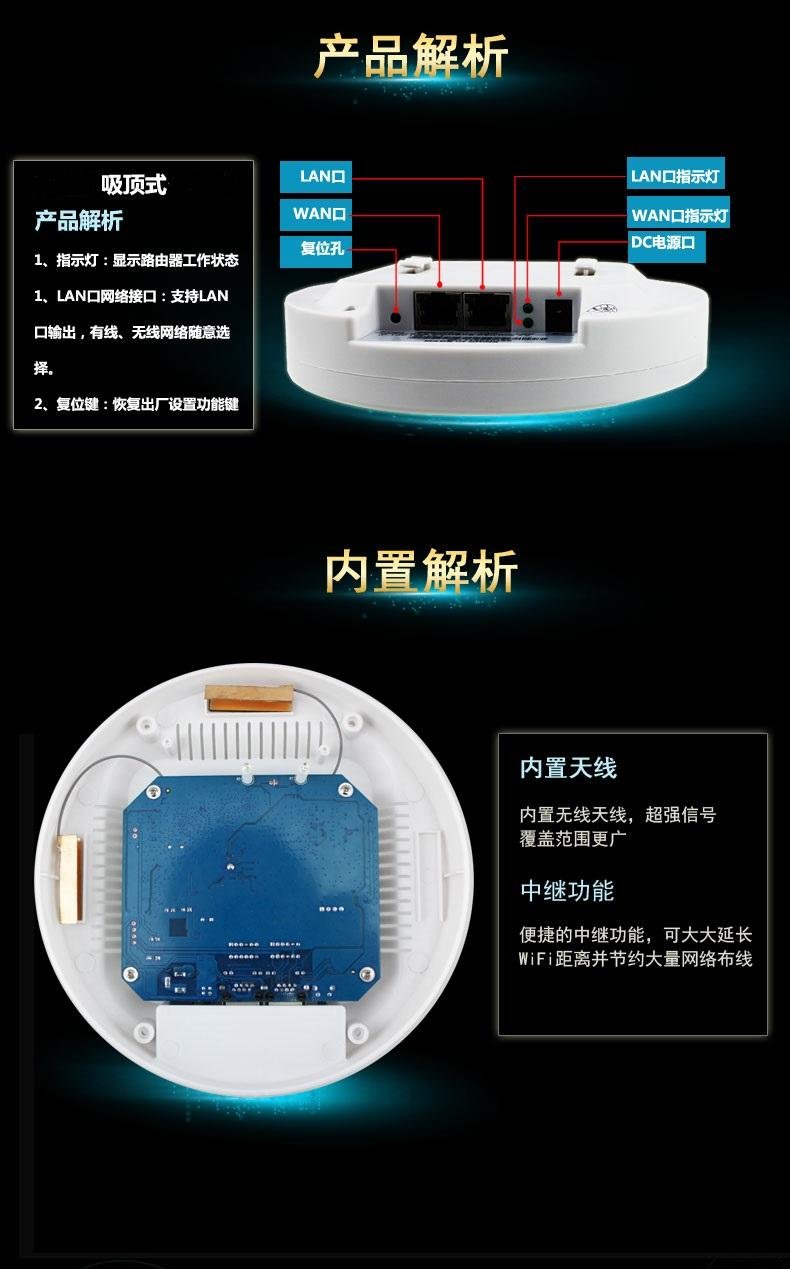 产品解析
吸顶式
产品解析
1、指示灯：显示路由器工作状态
1、LAN口网络接口：支持LAN
口输出，有线、无线网络随意选
择。
2、复位键：恢复出厂设置功能键
LAN口
WAN口
复位孔
LAN口指示灯
WAN口指示灯
DC电源口
内置解析
内置天线
内置无线天线，超强信号
覆盖范围更广
中继功能
便捷的中继功能，可大大延长
WiFi距离并节约大量网络布线